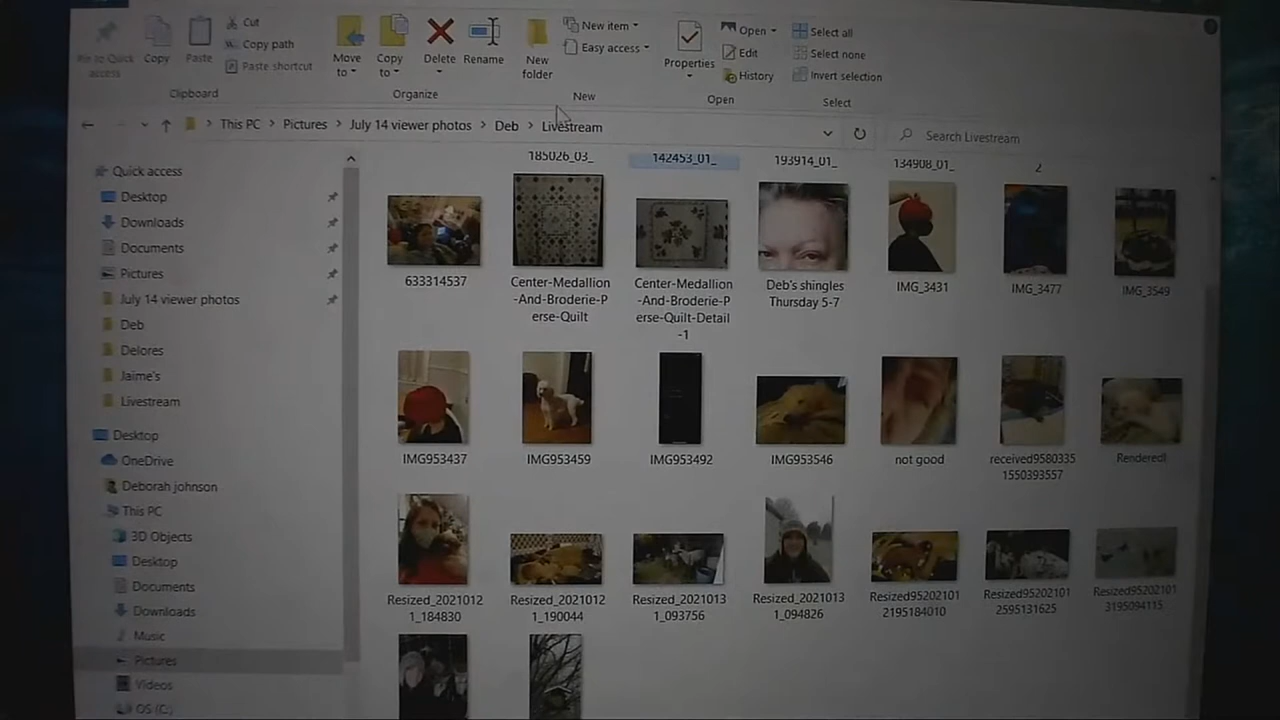 Cut
Copy path
Paste shortcut
Pin to Quick access
Copy
Paste
Clipboard
Move to
Copy to
Delete
Rename
Organize
New folder
New item
Easy access
New
Properties
Open
Edit
History
Open
Select all
Select none
Invert selection
Select
This PC > Pictures > July 14 viewer photos > Deb > Livestream
Search Livestream
Quick access
Desktop
Downloads
Documents
Pictures
July 14 viewer photos
Deb
Delores
Jaime's
Livestream
Desktop
OneDrive
Deborah johnson
This PC
3D Objects
Desktop
Documents
Downloads
Music
Pictures
Videos
OS (C:)
185026_03_
142453_01_
193914_01_
134908_01_
2
633314537
Center-Medallion
-And-Broderie-P
erse-Quilt
Center-Medallion
-And-Broderie-P
erse-Quilt-Detail
-1
Deb's shingles
Thursday 5-7
IMG_3431
IMG_3477
IMG_3549
IMG953437
IMG953459
IMG953492
IMG953546
not good
received9580335
1550393557
Rendered1
Resized_2021012
1_184830
Resized_2021012
1_190044
Resized_2021013
1_093756
Resized_2021013
1_094826
Resized95202101
2195184010
Resized95202101
2595131625
Resized95202101
3195094115